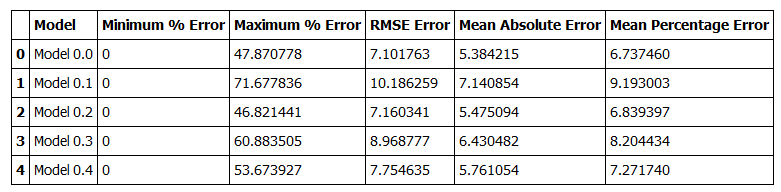 Model Minimum % Error Maximum % Error RMSE Error Mean Absolute Error Mean Percentage Error
0 Model 0.0 0 47.870778 7.101763 5.384215 6.737460
1 Model 0.1 0 71.677836 10.186259 7.140854 9.193003
2 Model 0.2 0 46.821441 7.160341 5.475094 6.839397
3 Model 0.3 0 60.883505 8.968777 6.430482 8.204434
4 Model 0.4 0 53.673927 7.754635 5.761054 7.271740